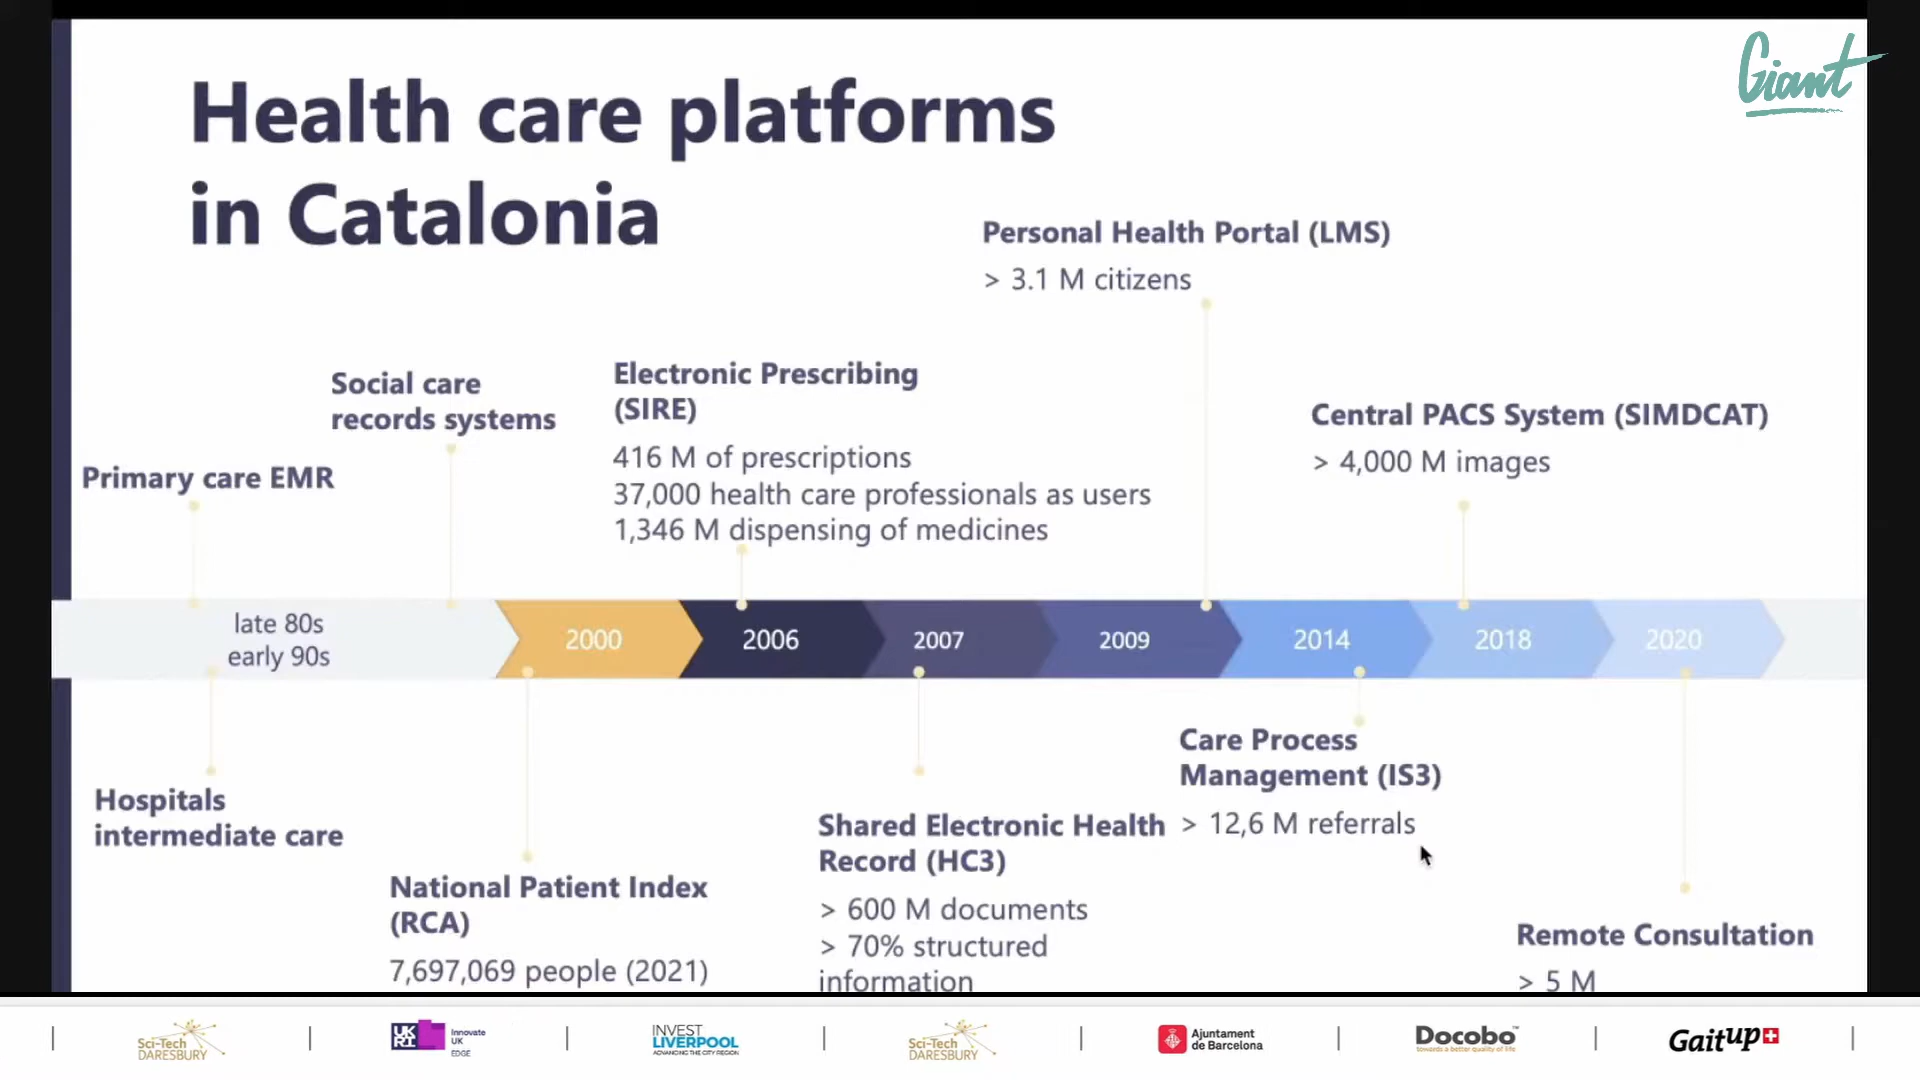 Giant
Health care platforms
in Catalonia
Personal Health Portal (LMS)
> 3.1 M citizens
Social care
records systems
Electronic Prescribing
(SIRE)
416 M of prescriptions
37,000 health care professionals as users
1,346 M dispensing of medicines
Central PACS System (SIMDCAT)
> 4,000 M images
Primary care EMR
late 80s
early 90s
2000
2006
2007
2009
2014
2018
2020
Hospitals
intermediate care
National Patient Index
(RCA)
7,697,069 people (2021)
Shared Electronic Health
Record (HC3)
> 600 M documents
> 70% structured
information
Care Process
Management (IS3)
> 12,6 M referrals
Remote Consultation
> 5 M
Sci-Tech
DARESBURY
UK
RI
Innovate
UK
EDGE
INVEST
LIVERPOOL
ADVANCING THE CITY REGION
Sci-Tech
DARESBURY
Ajuntament
de Barcelona
Docobo™
towards a better quality of life
Gaitup